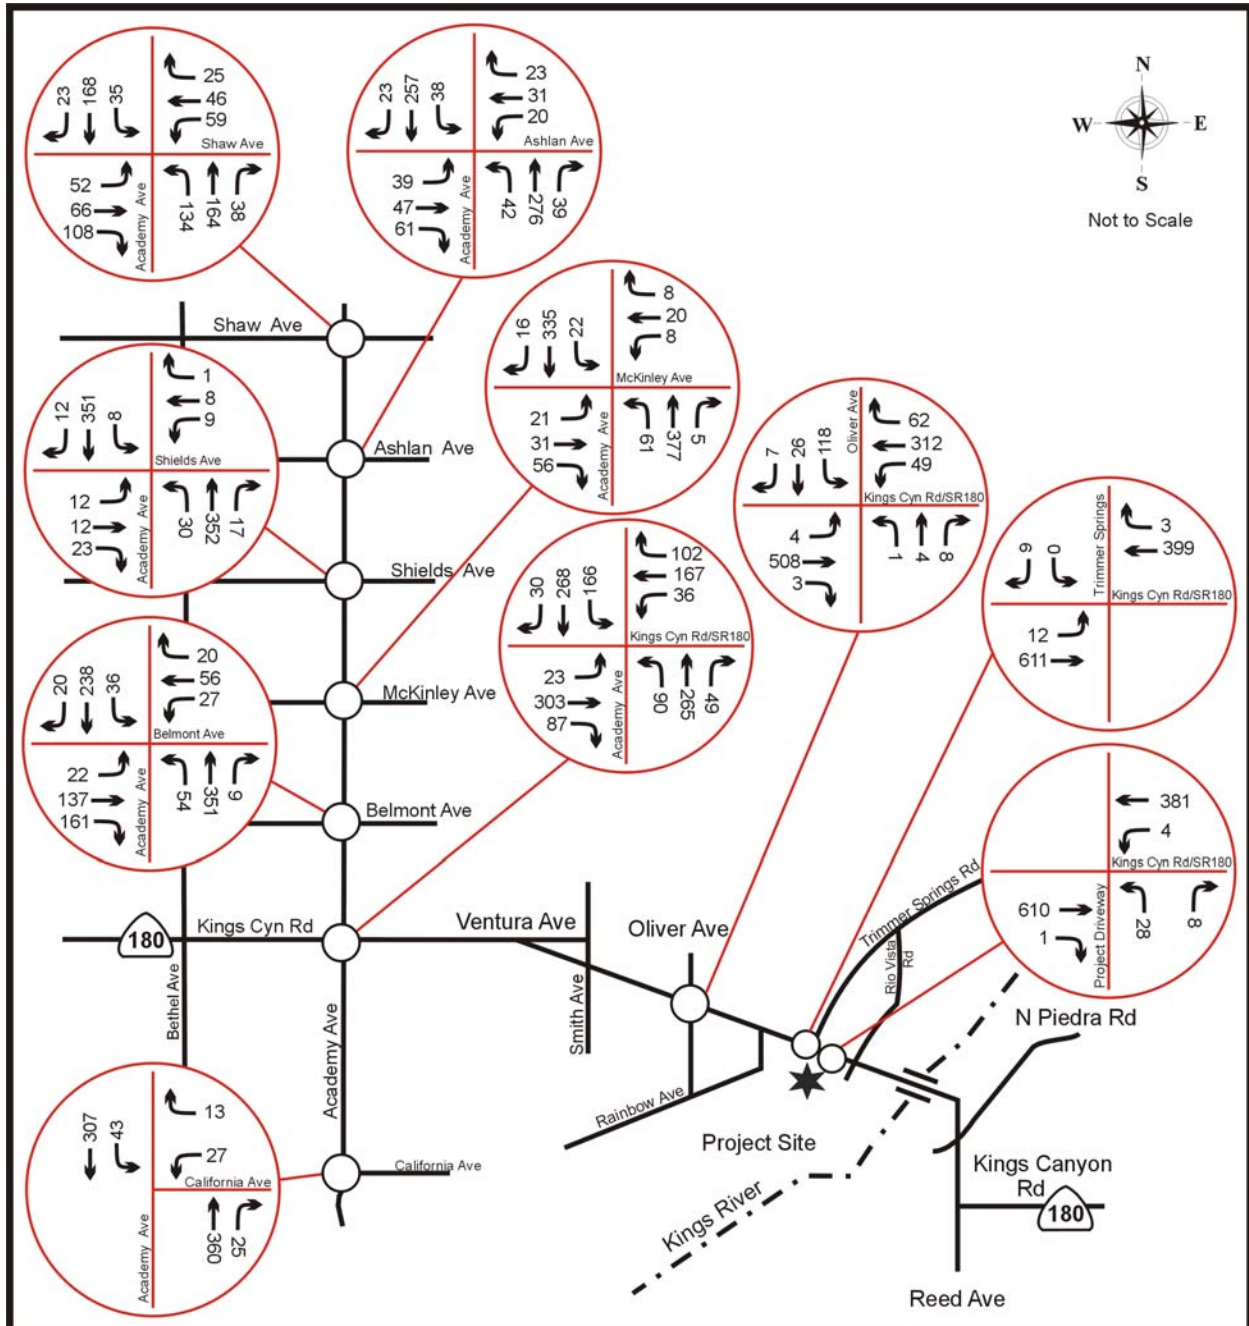 23 168 35
25
46
59
Shaw Ave
Academy Ave
52
66
108
134 164 38
23 257 38
23
31
20
Ashlan Ave
Academy Ave
39
47
61
42 276 39
N
W E
S
Not to Scale
Shaw Ave
16 335 22
8
20
8
McKinley Ave
Academy Ave
21
31
56
61 377 5
12 351 8
1
8
9
Shields Ave
Academy Ave
12
12
23
30 352 17
Ashlan Ave
7 26 118
Oliver Ave
62
312
49
Kings Cyn Rd/SR180
4
508
3
1 4 8
9 0
Trimmer Springs
3
399
Kings Cyn Rd/SR180
12
611
Shields Ave
30 268 166
102
167
36
Kings Cyn Rd/SR180
Academy Ave
23
303
87
90 265 49
20 238 36
20
56
27
Belmont Ave
Academy Ave
22
137
161
54 351 9
McKinley Ave
Belmont Ave
381
4
Kings Cyn Rd/SR180
Project Driveway
610
1
28 8
180
Kings Cyn Rd
Ventura Ave
Oliver Ave
Trimmer Springs Rd
Rio Vista
Rd
Bethel Ave
Academy Ave
Smith Ave
N Piedra Rd
Rainbow Ave
Project Site
307 43
13
27
California Ave
Academy Ave
360 25
California Ave
Kings River
Kings Canyon
Rd
180
Reed Ave